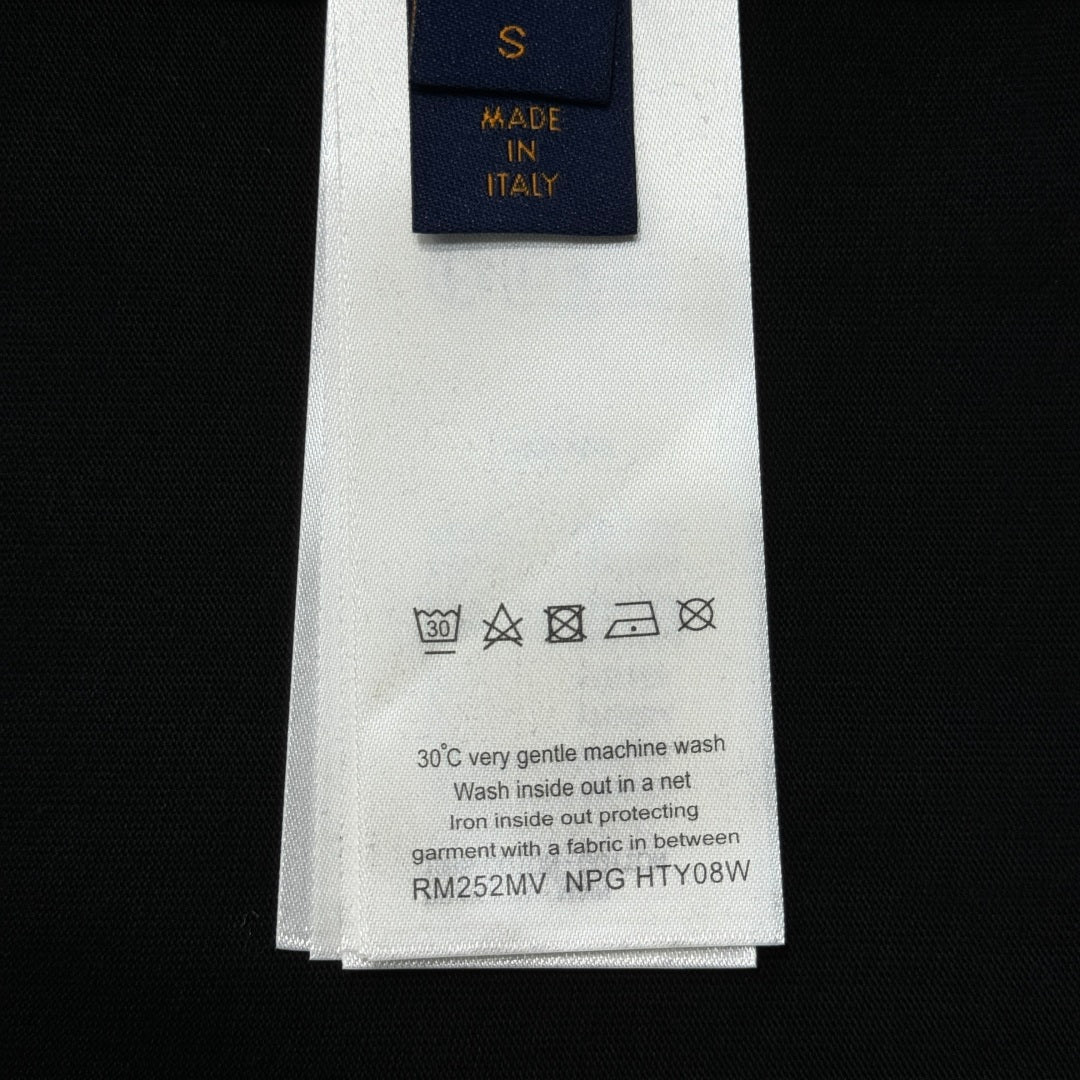 S
MADE
IN
ITALY
30
30°C very gentle machine wash
Wash inside out in a net
Iron inside out protecting
garment with a fabric in between
RM252MV NPG HTY08W